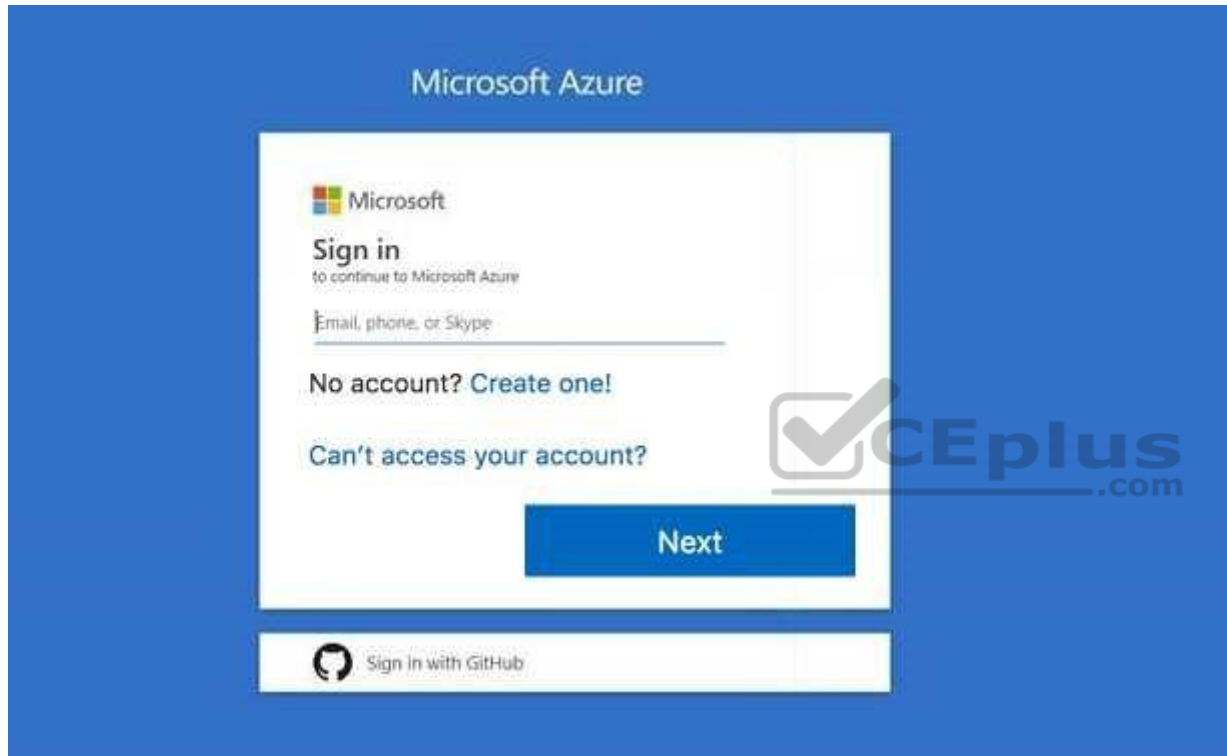 Microsoft Azure
Microsoft
Sign in
to continue to Microsoft Azure
Email, phone, or Skype
No account? Create one!
Can't access your account?
CEplus
.com
Next
Sign in with GitHub